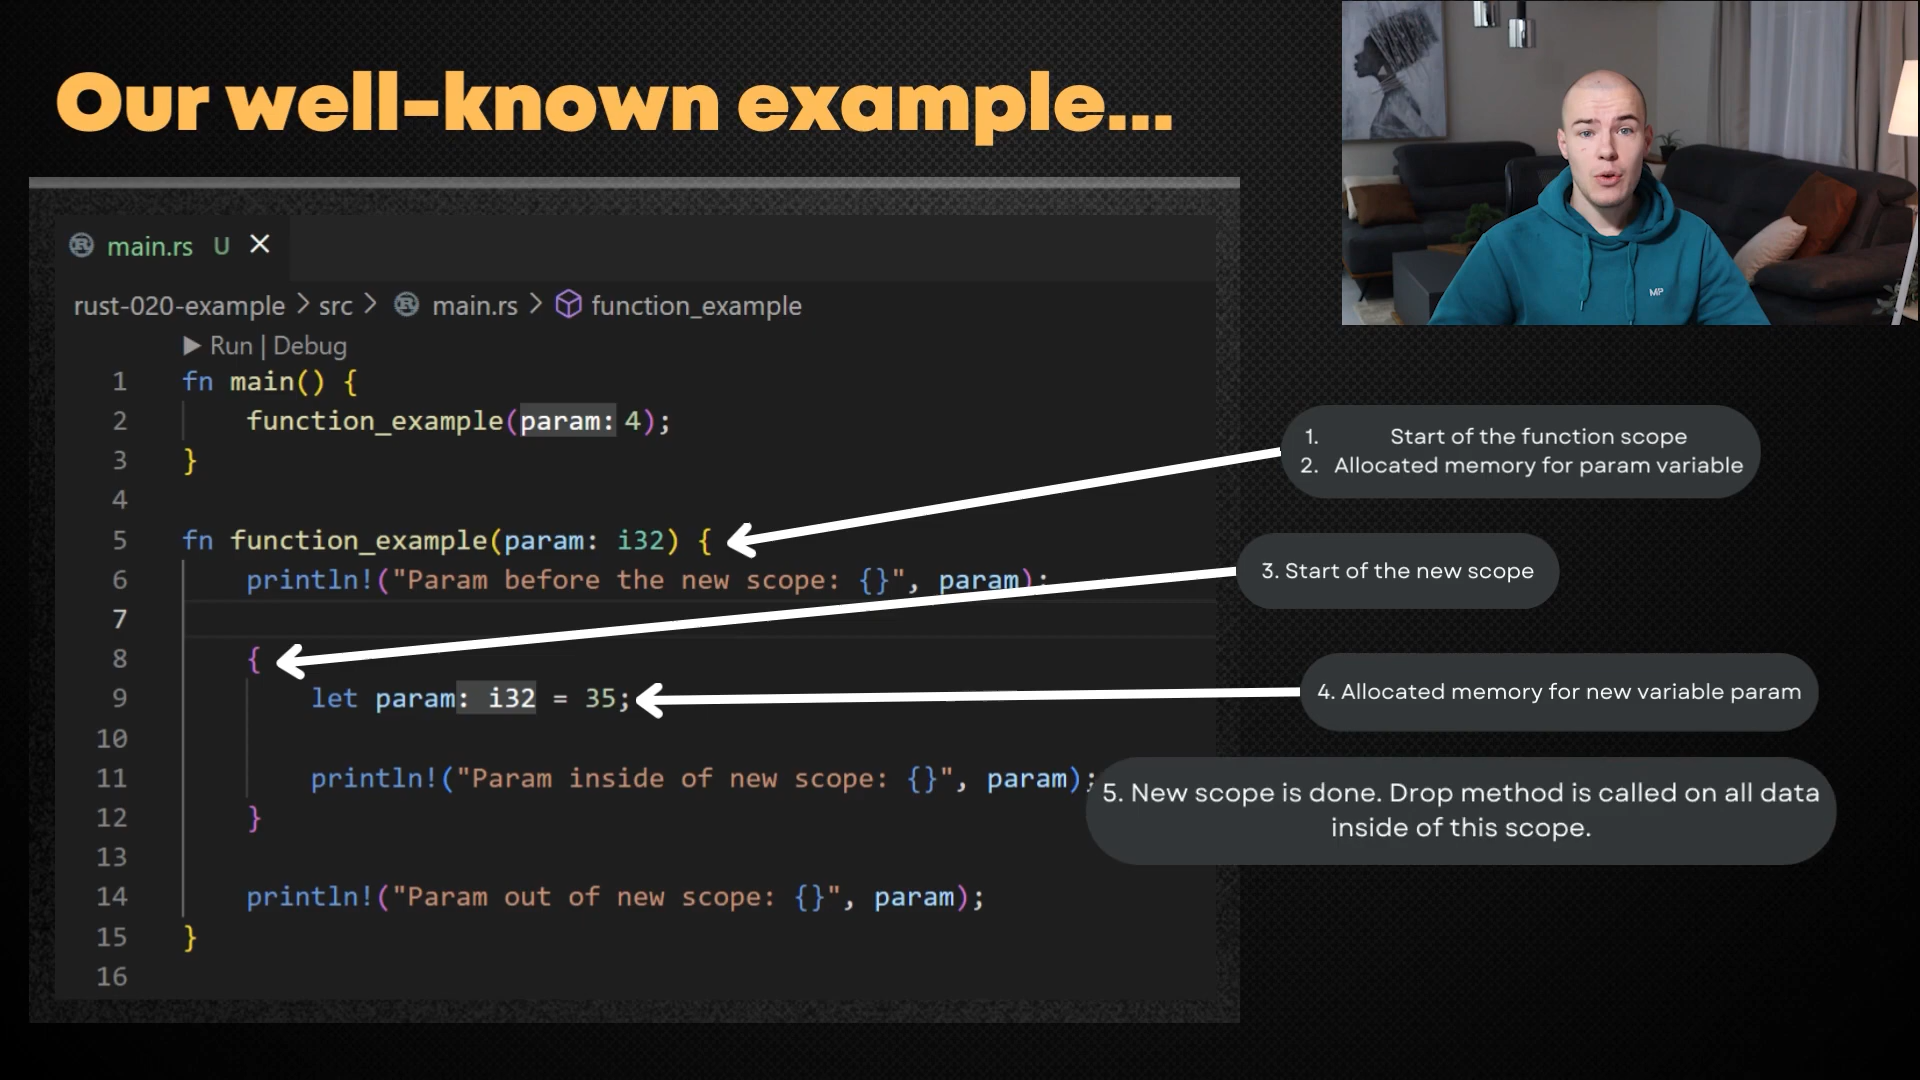 Our well-known example...
main.rs U
rust-020-example > src > main.rs > function_example
Run | Debug
1 fn main() {
2 function_example(param: 4);
3 }
4
5 fn function_example(param: i32) {
6 println!("Param before the new scope: {}", param);
7
8 {
9 let param: i32 = 35;
10
11 println!("Param inside of new scope: {}", param);
12 }
13
14 println!("Param out of new scope: {}", param);
15 }
16
1. Start of the function scope
2. Allocated memory for param variable
3. Start of the new scope
4. Allocated memory for new variable param
5. New scope is done. Drop method is called on all data
inside of this scope.
MP